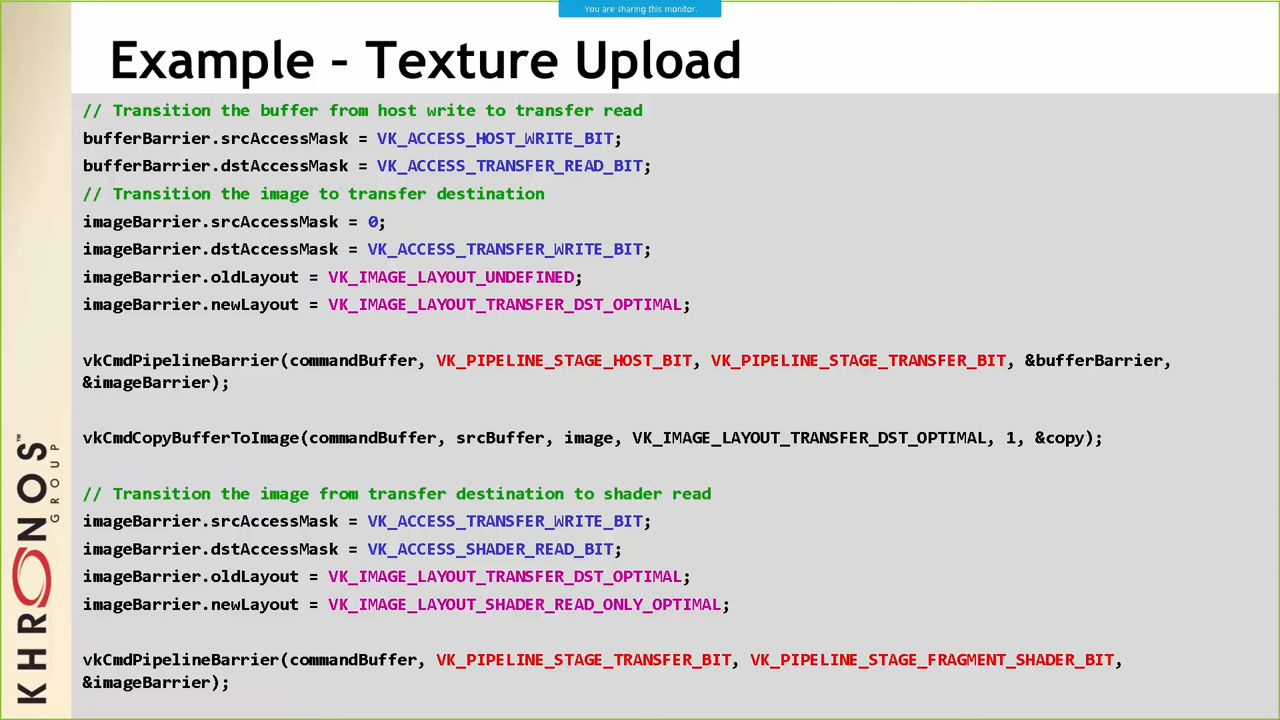 You are sharing this monitor.
Example – Texture Upload
// Transition the buffer from host write to transfer read
bufferBarrier.srcAccessMask = VK_ACCESS_HOST_WRITE_BIT;
bufferBarrier.dstAccessMask = VK_ACCESS_TRANSFER_READ_BIT;
// Transition the image to transfer destination
imageBarrier.srcAccessMask = 0;
imageBarrier.dstAccessMask = VK_ACCESS_TRANSFER_WRITE_BIT;
imageBarrier.oldLayout = VK_IMAGE_LAYOUT_UNDEFINED;
imageBarrier.newLayout = VK_IMAGE_LAYOUT_TRANSFER_DST_OPTIMAL;
vkCmdPipelineBarrier(commandBuffer, VK_PIPELINE_STAGE_HOST_BIT, VK_PIPELINE_STAGE_TRANSFER_BIT, &bufferBarrier,
&imageBarrier);
vkCmdCopyBufferToImage(commandBuffer, srcBuffer, image, VK_IMAGE_LAYOUT_TRANSFER_DST_OPTIMAL, 1, &copy);
// Transition the image from transfer destination to shader read
imageBarrier.srcAccessMask = VK_ACCESS_TRANSFER_WRITE_BIT;
imageBarrier.dstAccessMask = VK_ACCESS_SHADER_READ_BIT;
imageBarrier.oldLayout = VK_IMAGE_LAYOUT_TRANSFER_DST_OPTIMAL;
imageBarrier.newLayout = VK_IMAGE_LAYOUT_SHADER_READ_ONLY_OPTIMAL;
vkCmdPipelineBarrier(commandBuffer, VK_PIPELINE_STAGE_TRANSFER_BIT, VK_PIPELINE_STAGE_FRAGMENT_SHADER_BIT,
&imageBarrier);
KHRONOS™
GROUP